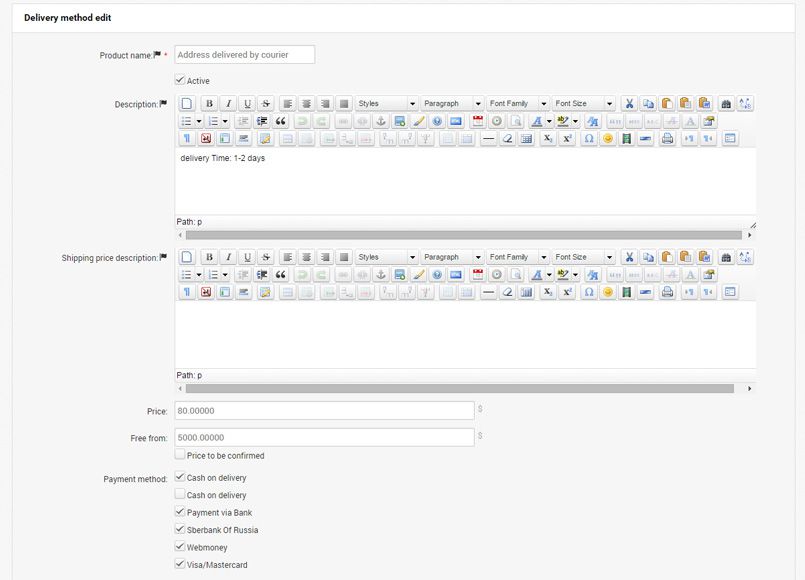 Delivery method edit
Product name: * Address delivered by courier
Active
Description: B I U S Styles Paragraph Font Family Font Size
delivery Time: 1-2 days
Path: p
Shipping price description: B I U S Styles Paragraph Font Family Font Size
Path: p
Price: 80.00000 $
Free from: 5000.00000 $
Price to be confirmed
Payment method: Cash on delivery
Cash on delivery
Payment via Bank
Sberbank Of Russia
Webmoney
Visa/Mastercard